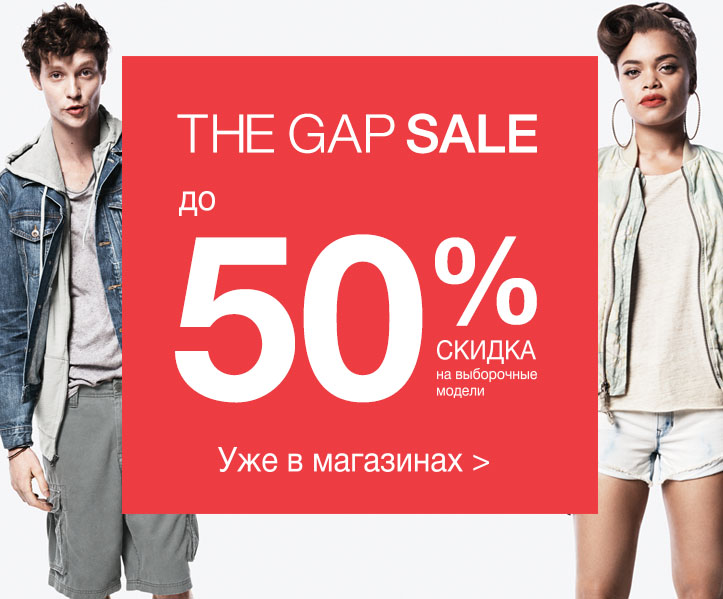 THE GAP SALE
до
50%
СКИДКА
на выборочные
модели
Уже в магазинах >